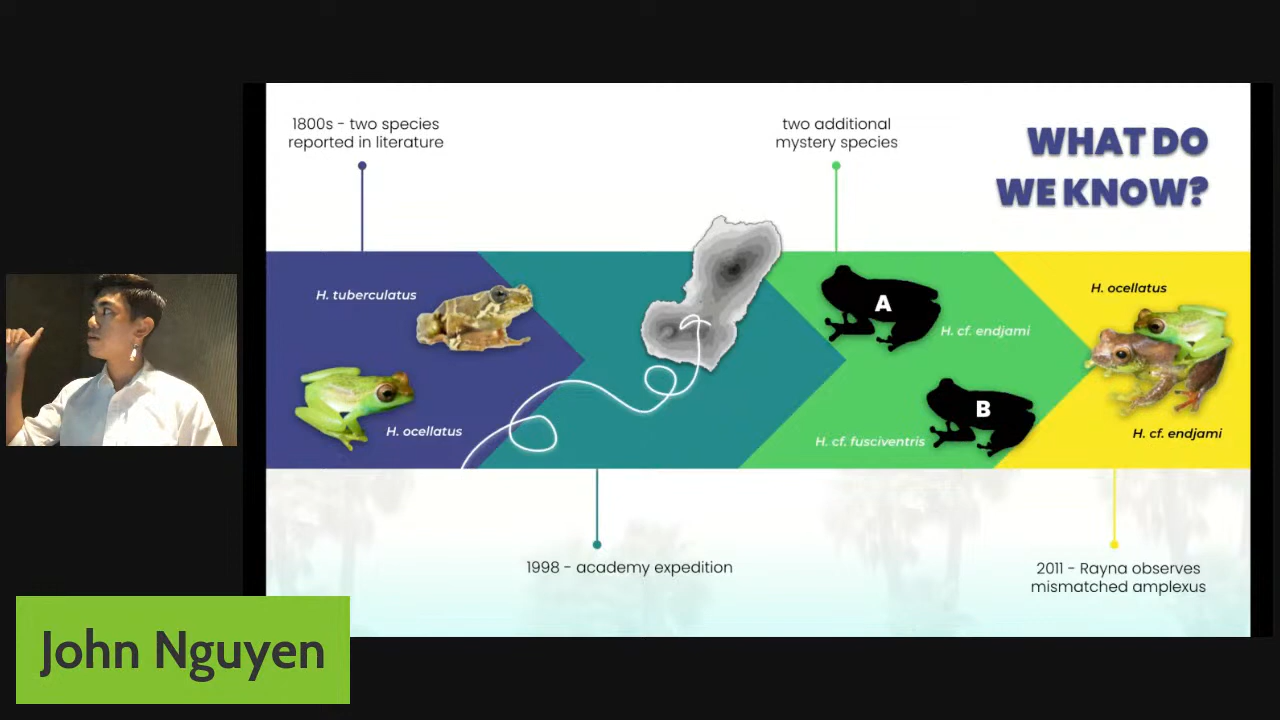 1800s - two species
reported in literature
two additional
mystery species
WHAT DO
WE KNOW?
H. tuberculatus
H. ocellatus
A
H. cf. endjami
B
H. cf. fusciventris
H. ocellatus
H. cf. endjami
1998 - academy expedition
2011 - Rayna observes
mismatched amplexus
John Nguyen